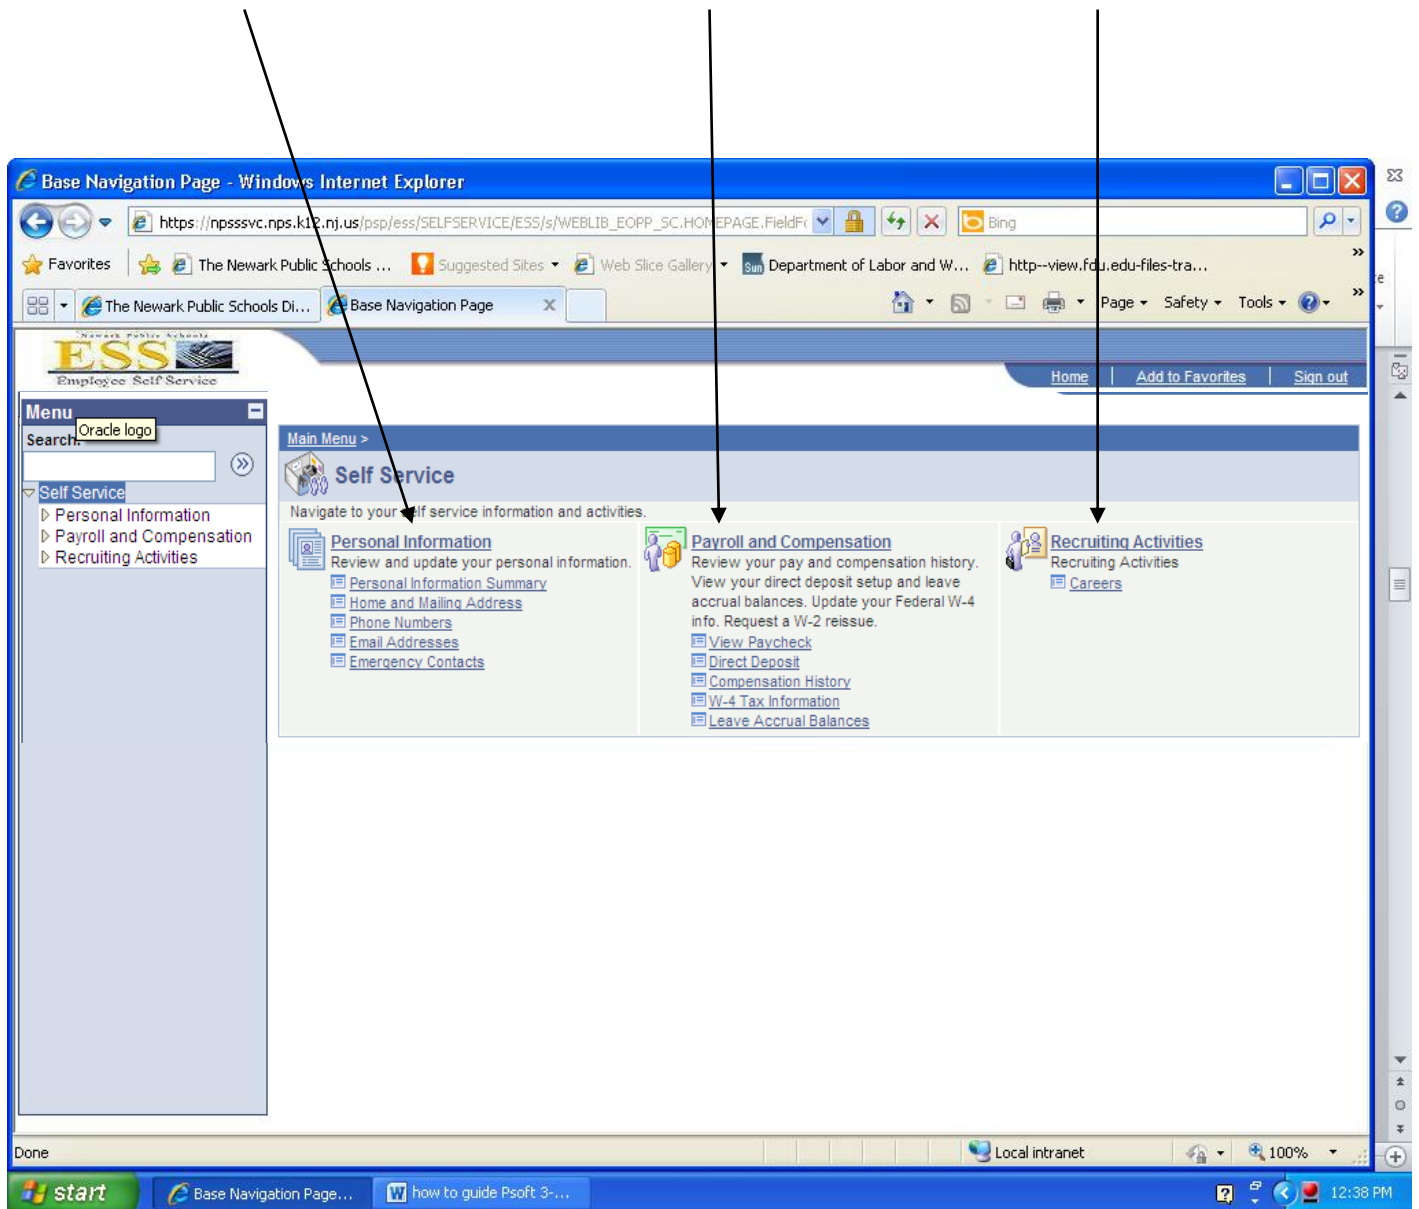 Base Navigation Page - Windows Internet Explorer
https://npsssvc.nps.k12.nj.us/psp/ess/SELFSERVICE/ESS/s/WEBLIB_EOPP_SC.HOMEPAGE.FieldF
Bing
Favorites The Newark Public Schools ... Suggested Sites Web Slice Gallery Department of Labor and W... http--view.fdu.edu-files-tra...
The Newark Public Schools Di... Base Navigation Page X Page Safety Tools
Newark Public Schools
ESS
Employee Self Service
Home Add to Favorites Sign out
Menu
Oracle logo
Search:
Self Service
Personal Information
Payroll and Compensation
Recruiting Activities
Main Menu >
Self Service
Navigate to your self service information and activities.
Personal Information
Review and update your personal information.
Personal Information Summary
Home and Mailing Address
Phone Numbers
Email Addresses
Emergency Contacts
Payroll and Compensation
Review your pay and compensation history.
View your direct deposit setup and leave
accrual balances. Update your Federal W-4
info. Request a W-2 reissue.
View Paycheck
Direct Deposit
Compensation History
W-4 Tax Information
Leave Accrual Balances
Recruiting Activities
Recruiting Activities
Careers
Done Local intranet 100%
start Base Navigation Page... how to guide Psoft 3-... 12:38 PM